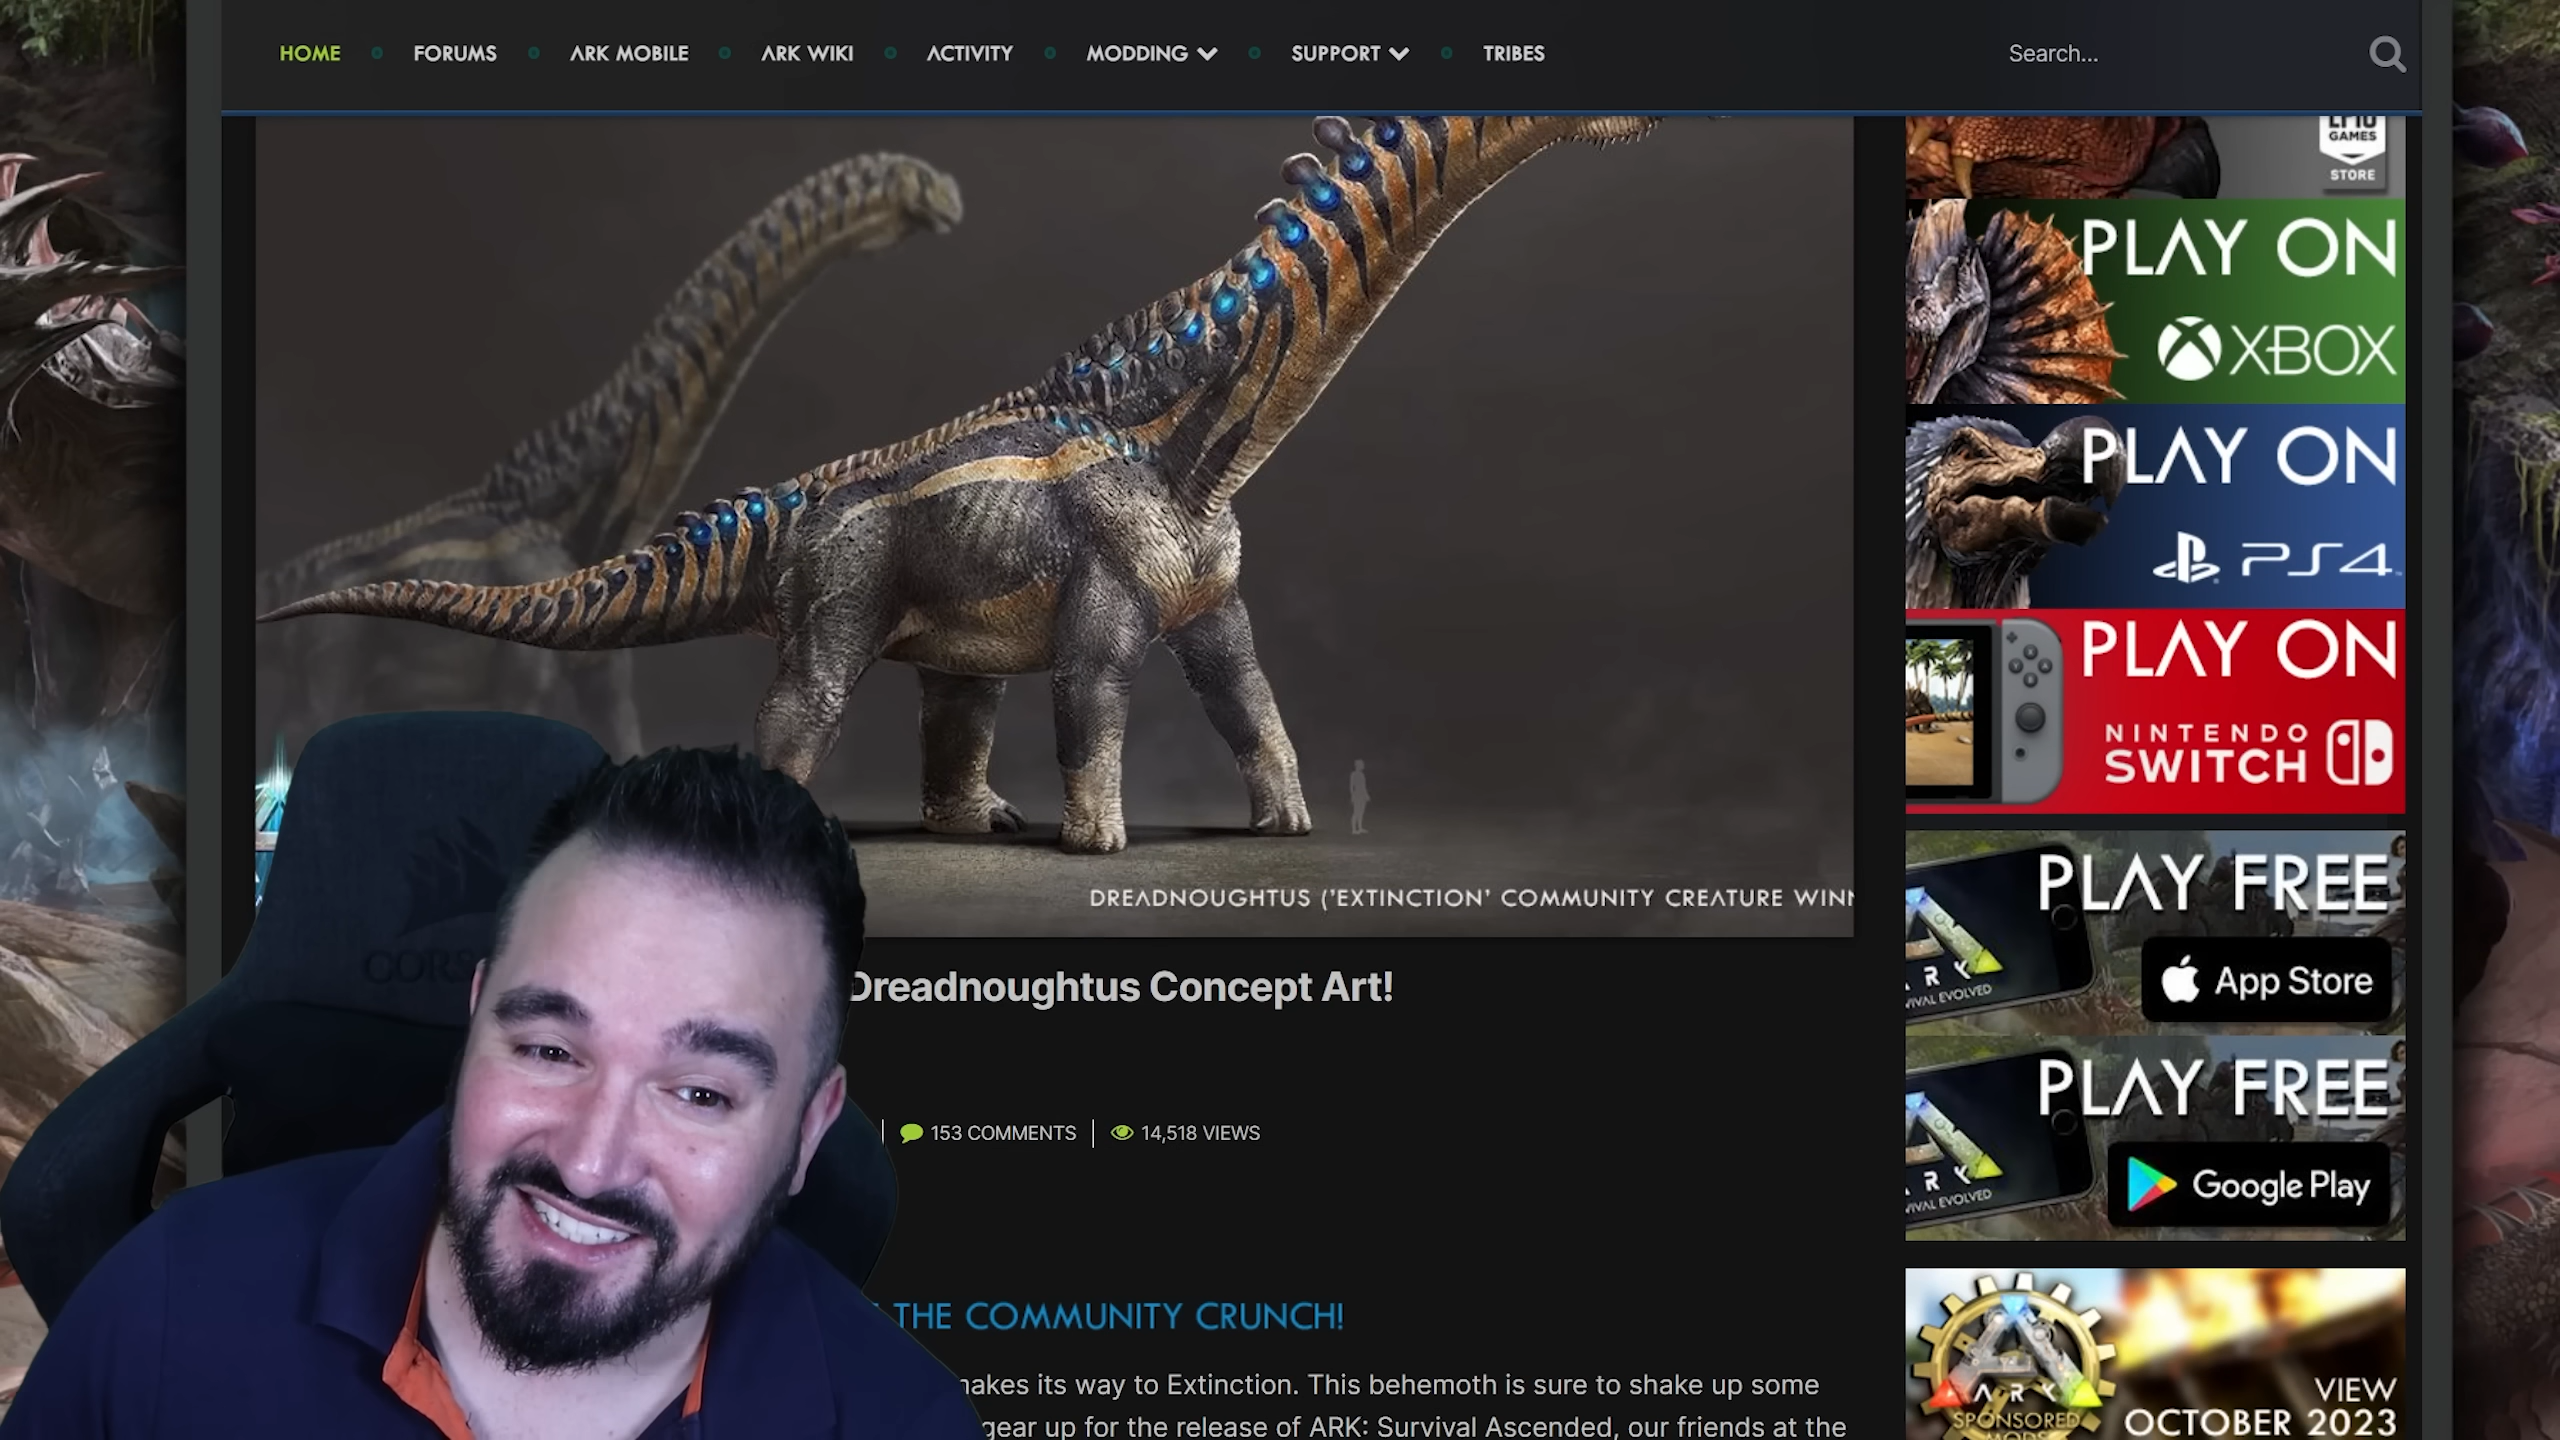 HOME
FORUMS
ARK MOBILE
ARK WIKI
ACTIVITY
MODDING
SUPPORT
TRIBES
Search...
GAMES
STORE
PLAY ON
XBOX
PLAY ON
PS4
PLAY ON
NINTENDO
SWITCH
DREADNOUGHTUS ('EXTINCTION' COMMUNITY CREATURE
PLAY FREE
App Store
Dreadnoughtus Concept Art!
PLAY FREE
Google Play
153 COMMENTS
14,518 VIEWS
THE COMMUNITY CRUNCH!
makes its way to Extinction. This behemoth is sure to shake up some
gear up for the release of ARK: Survival Ascended, our friends at the
ARK
SPONSORED
MODS
VIEW
OCTOBER 2023